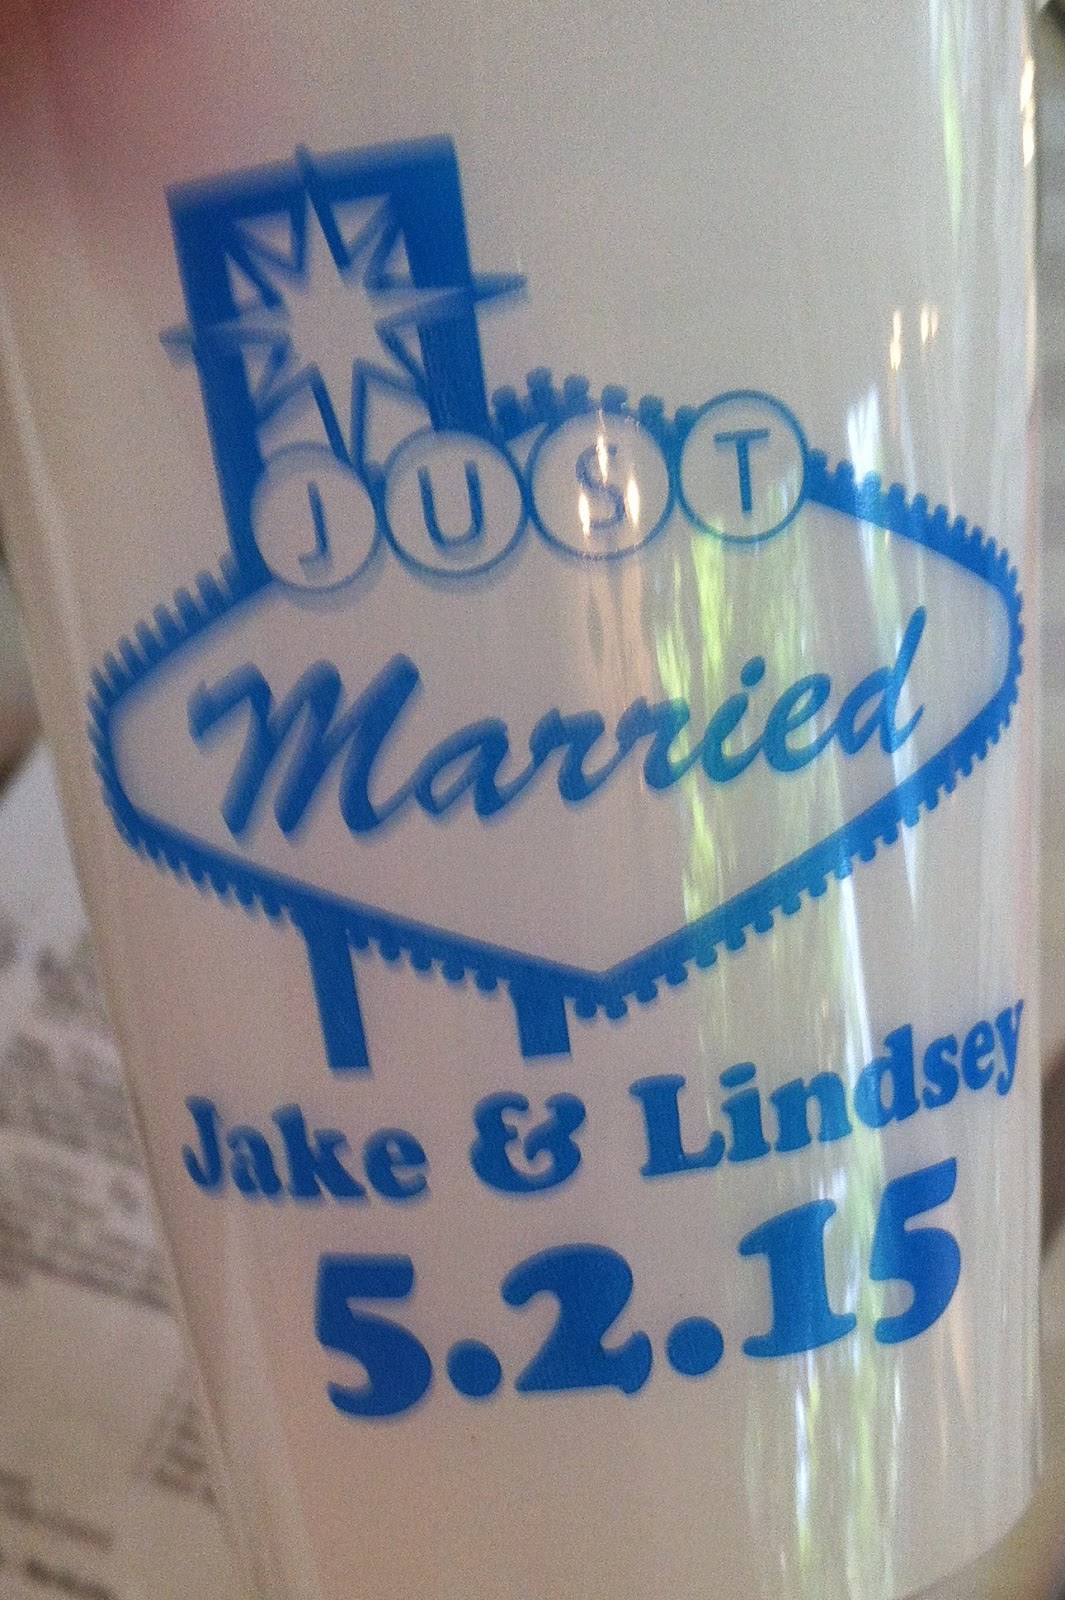 JUST
Married
Jake & Lindsey
5.2.15